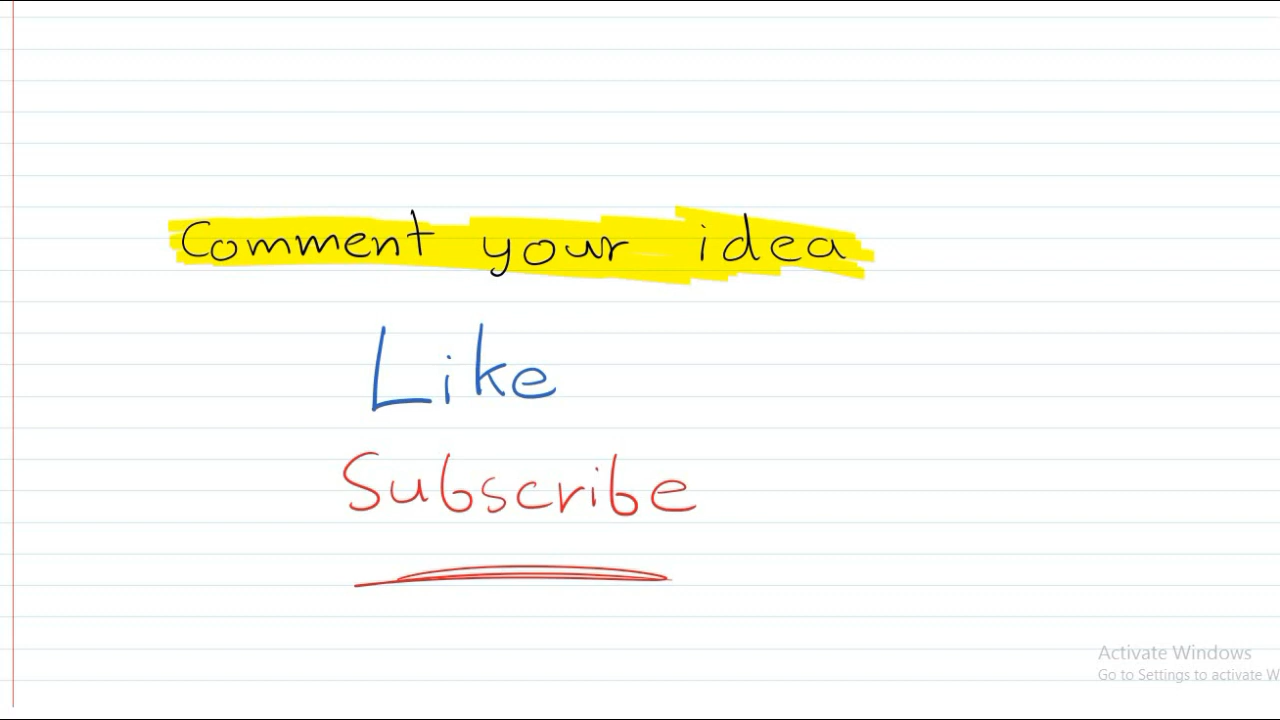 Comment your idea
Like
Subscribe
Activate Windows
Go to Settings to activate W